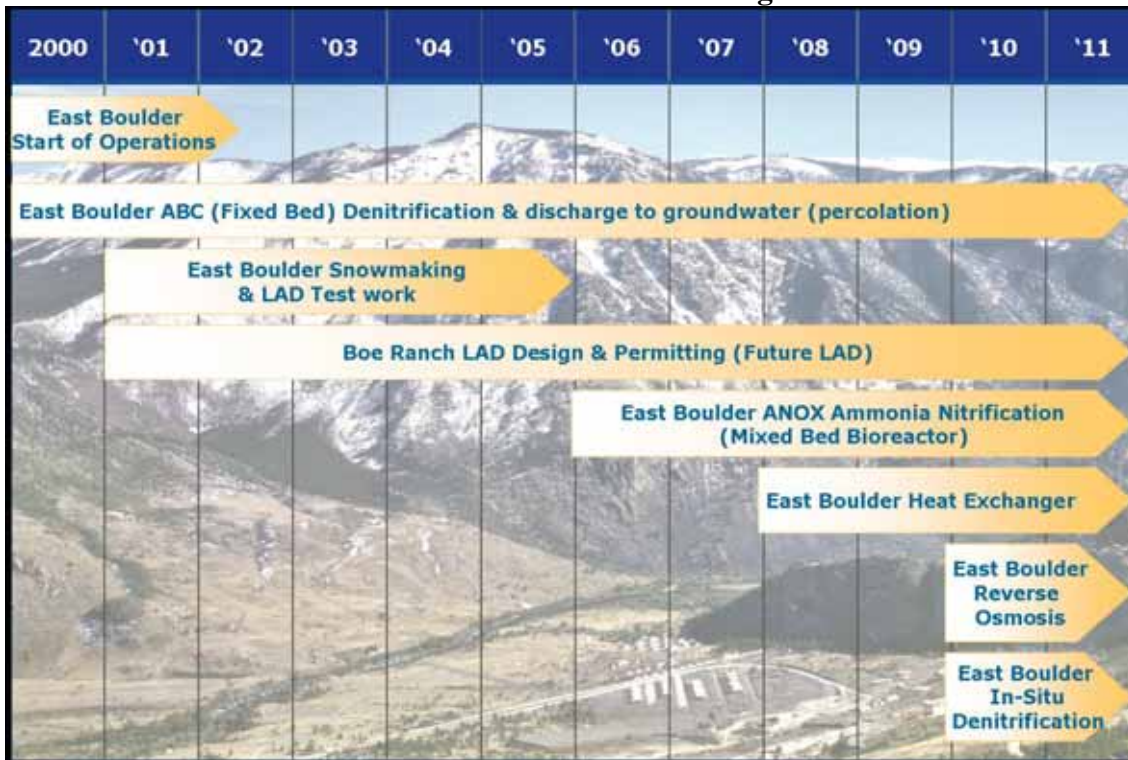 2000 ‘01 ‘02 ‘03 ‘04 ‘05 ‘06 ‘07 ‘08 ‘09 ‘10 ‘11
East Boulder
Start of Operations
East Boulder ABC (Fixed Bed) Denitrification & discharge to groundwater (percolation)
East Boulder Snowmaking
& LAD Test work
Boe Ranch LAD Design & Permitting (Future LAD)
East Boulder ANOX Ammonia Nitrification
(Mixed Bed Bioreactor)
East Boulder Heat Exchanger
East Boulder
Reverse
Osmosis
East Boulder
In-Situ
Denitrification